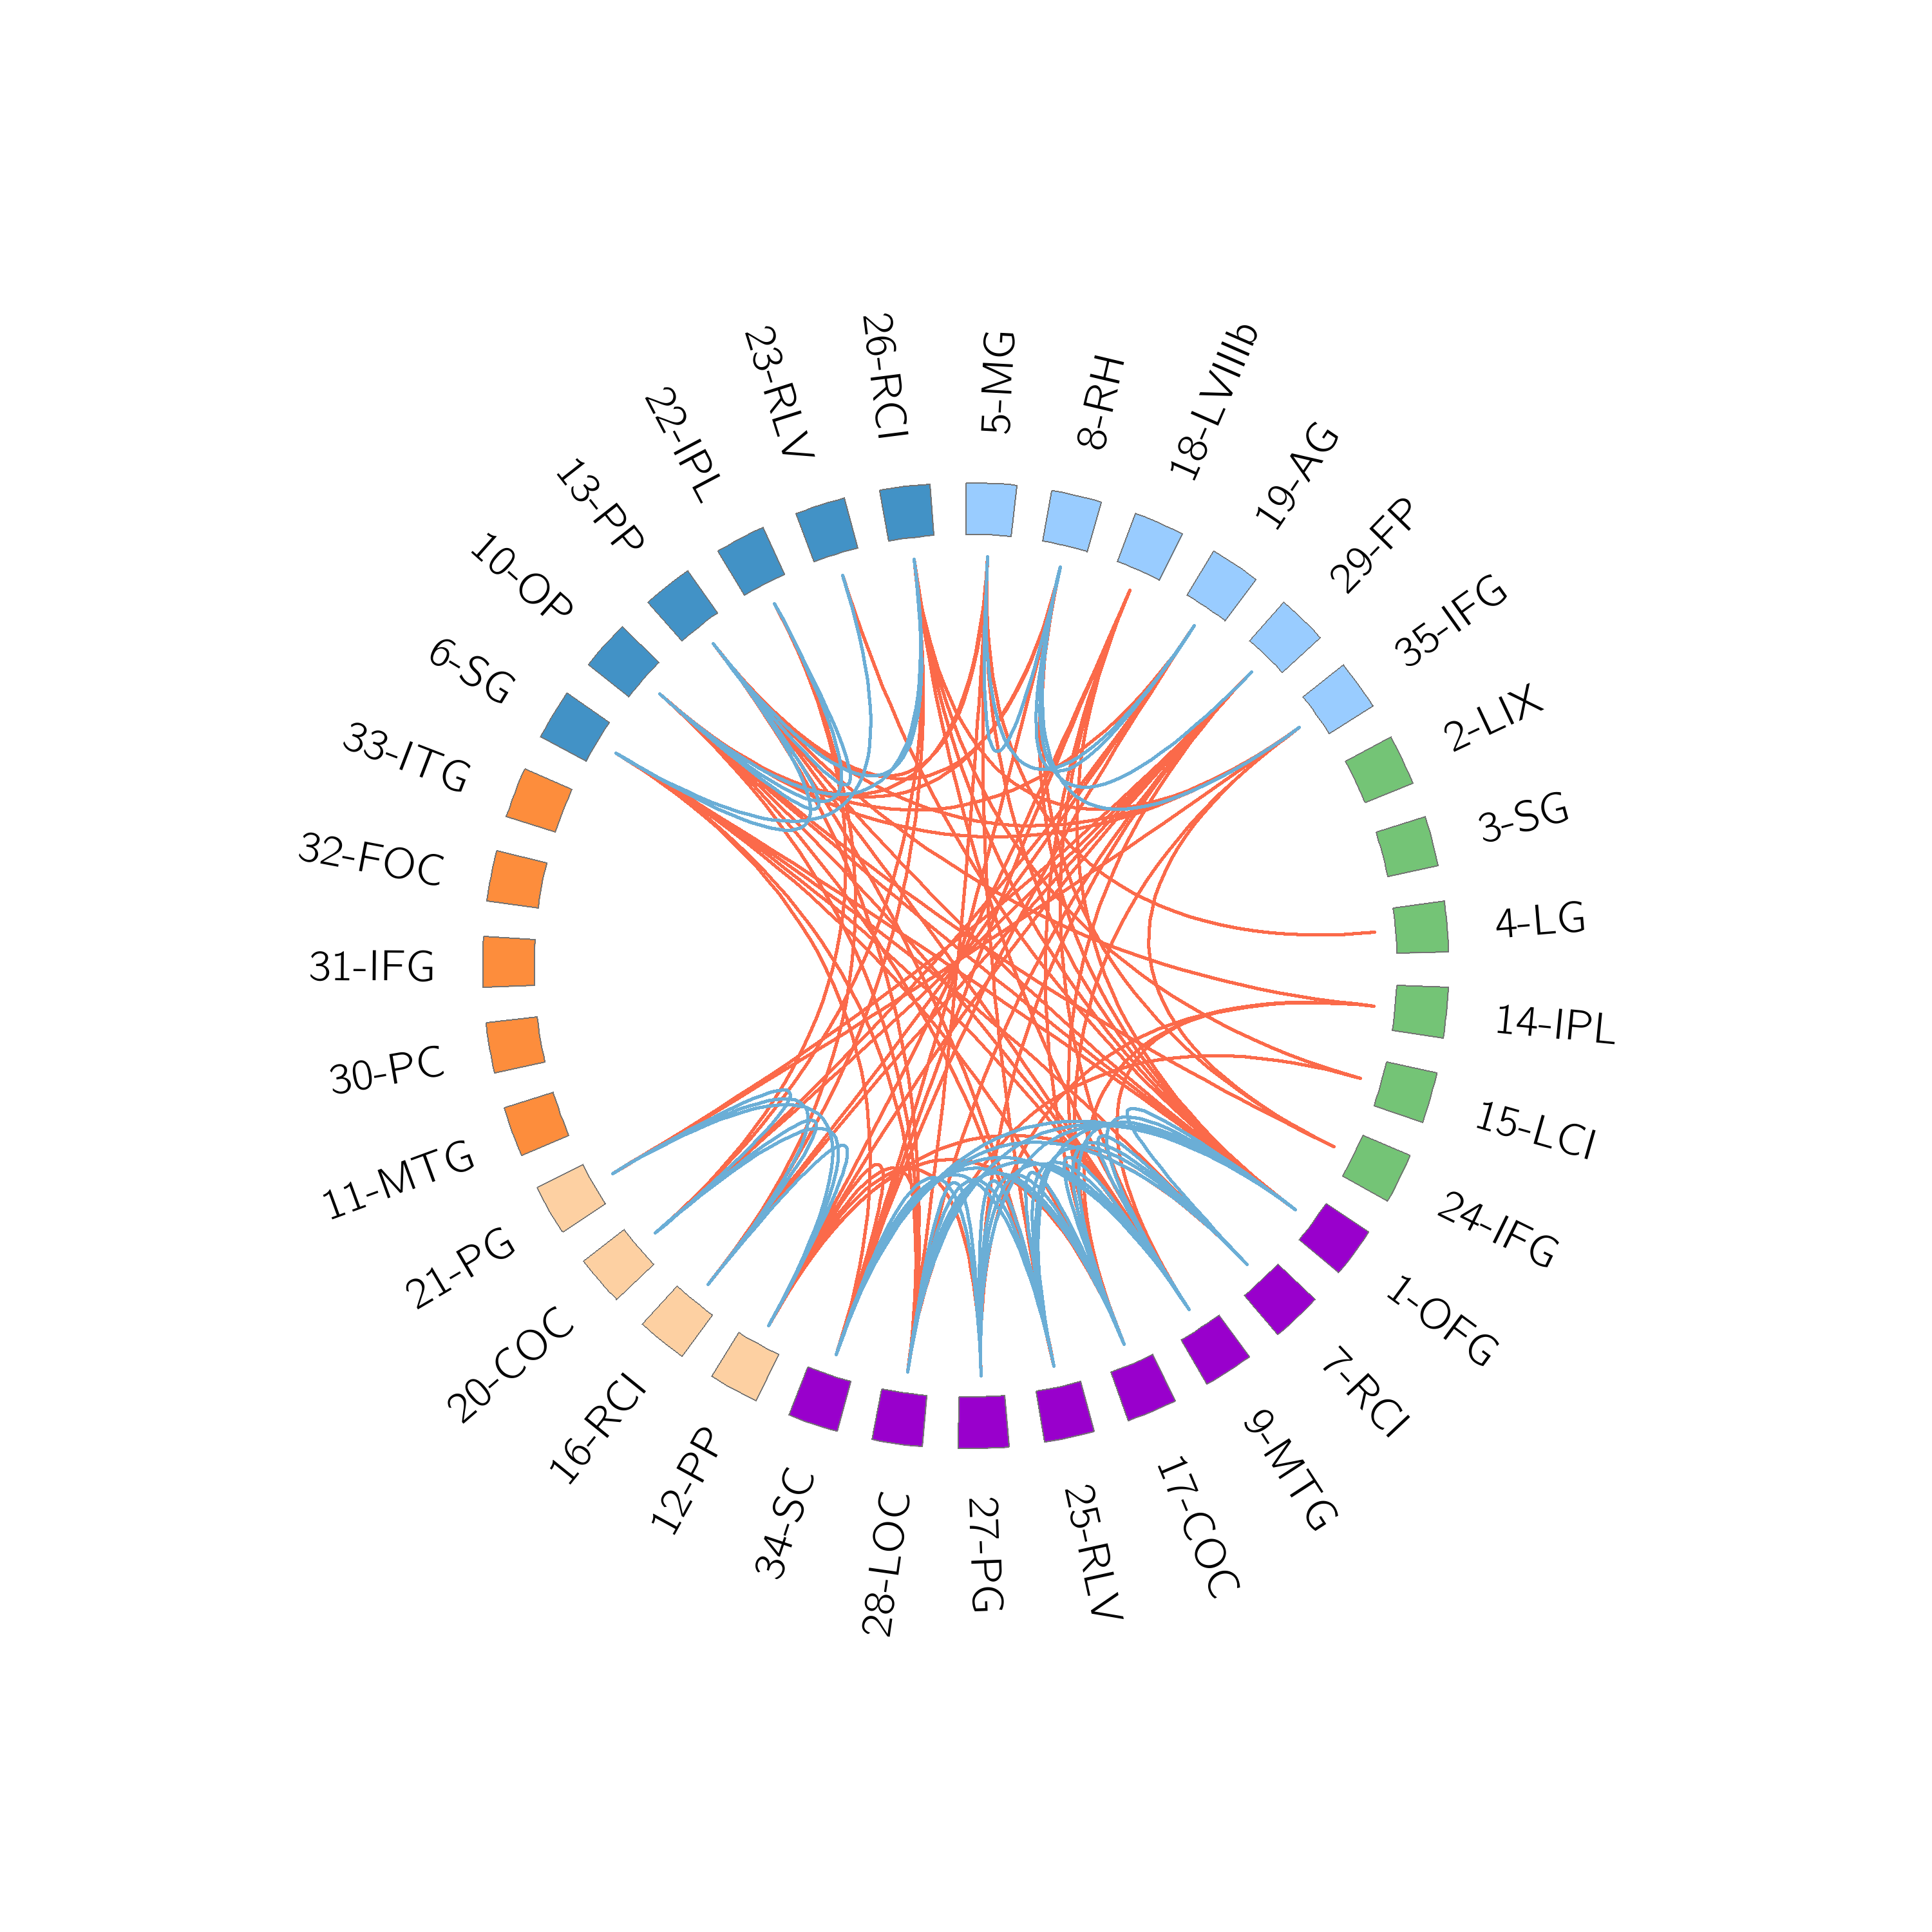 5-MG
8-RH
18-LVIIIb
19-AG
29-FP
35-IFG
2-LIX
3-SG
4-LG
14-IPL
15-LCI
24-IFG
1-OFG
7-RCI
9-MTG
17-COC
25-RLV
27-PG
28-LOC
34-SC
12-PP
16-RCI
20-COC
21-PG
11-MTG
30-PC
31-IFG
32-FOC
33-ITG
6-SG
10-OP
13-PP
22-IPL
23-RLV
26-RCI